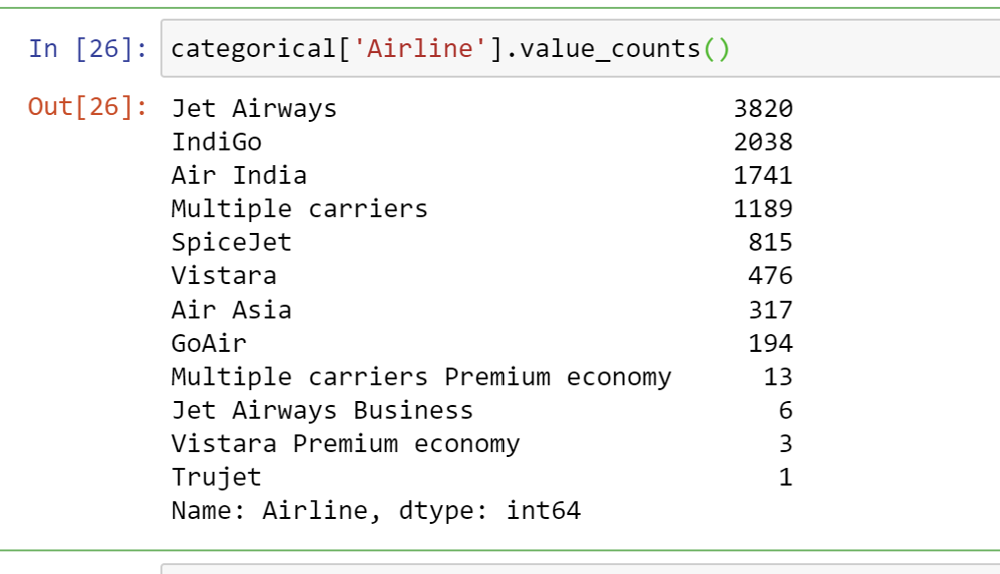 In [26]: categorical['Airline'].value_counts()
Out[26]: Jet Airways 3820
IndiGo 2038
Air India 1741
Multiple carriers 1189
SpiceJet 815
Vistara 476
Air Asia 317
GoAir 194
Multiple carriers Premium economy 13
Jet Airways Business 6
Vistara Premium economy 3
Trujet 1
Name: Airline, dtype: int64